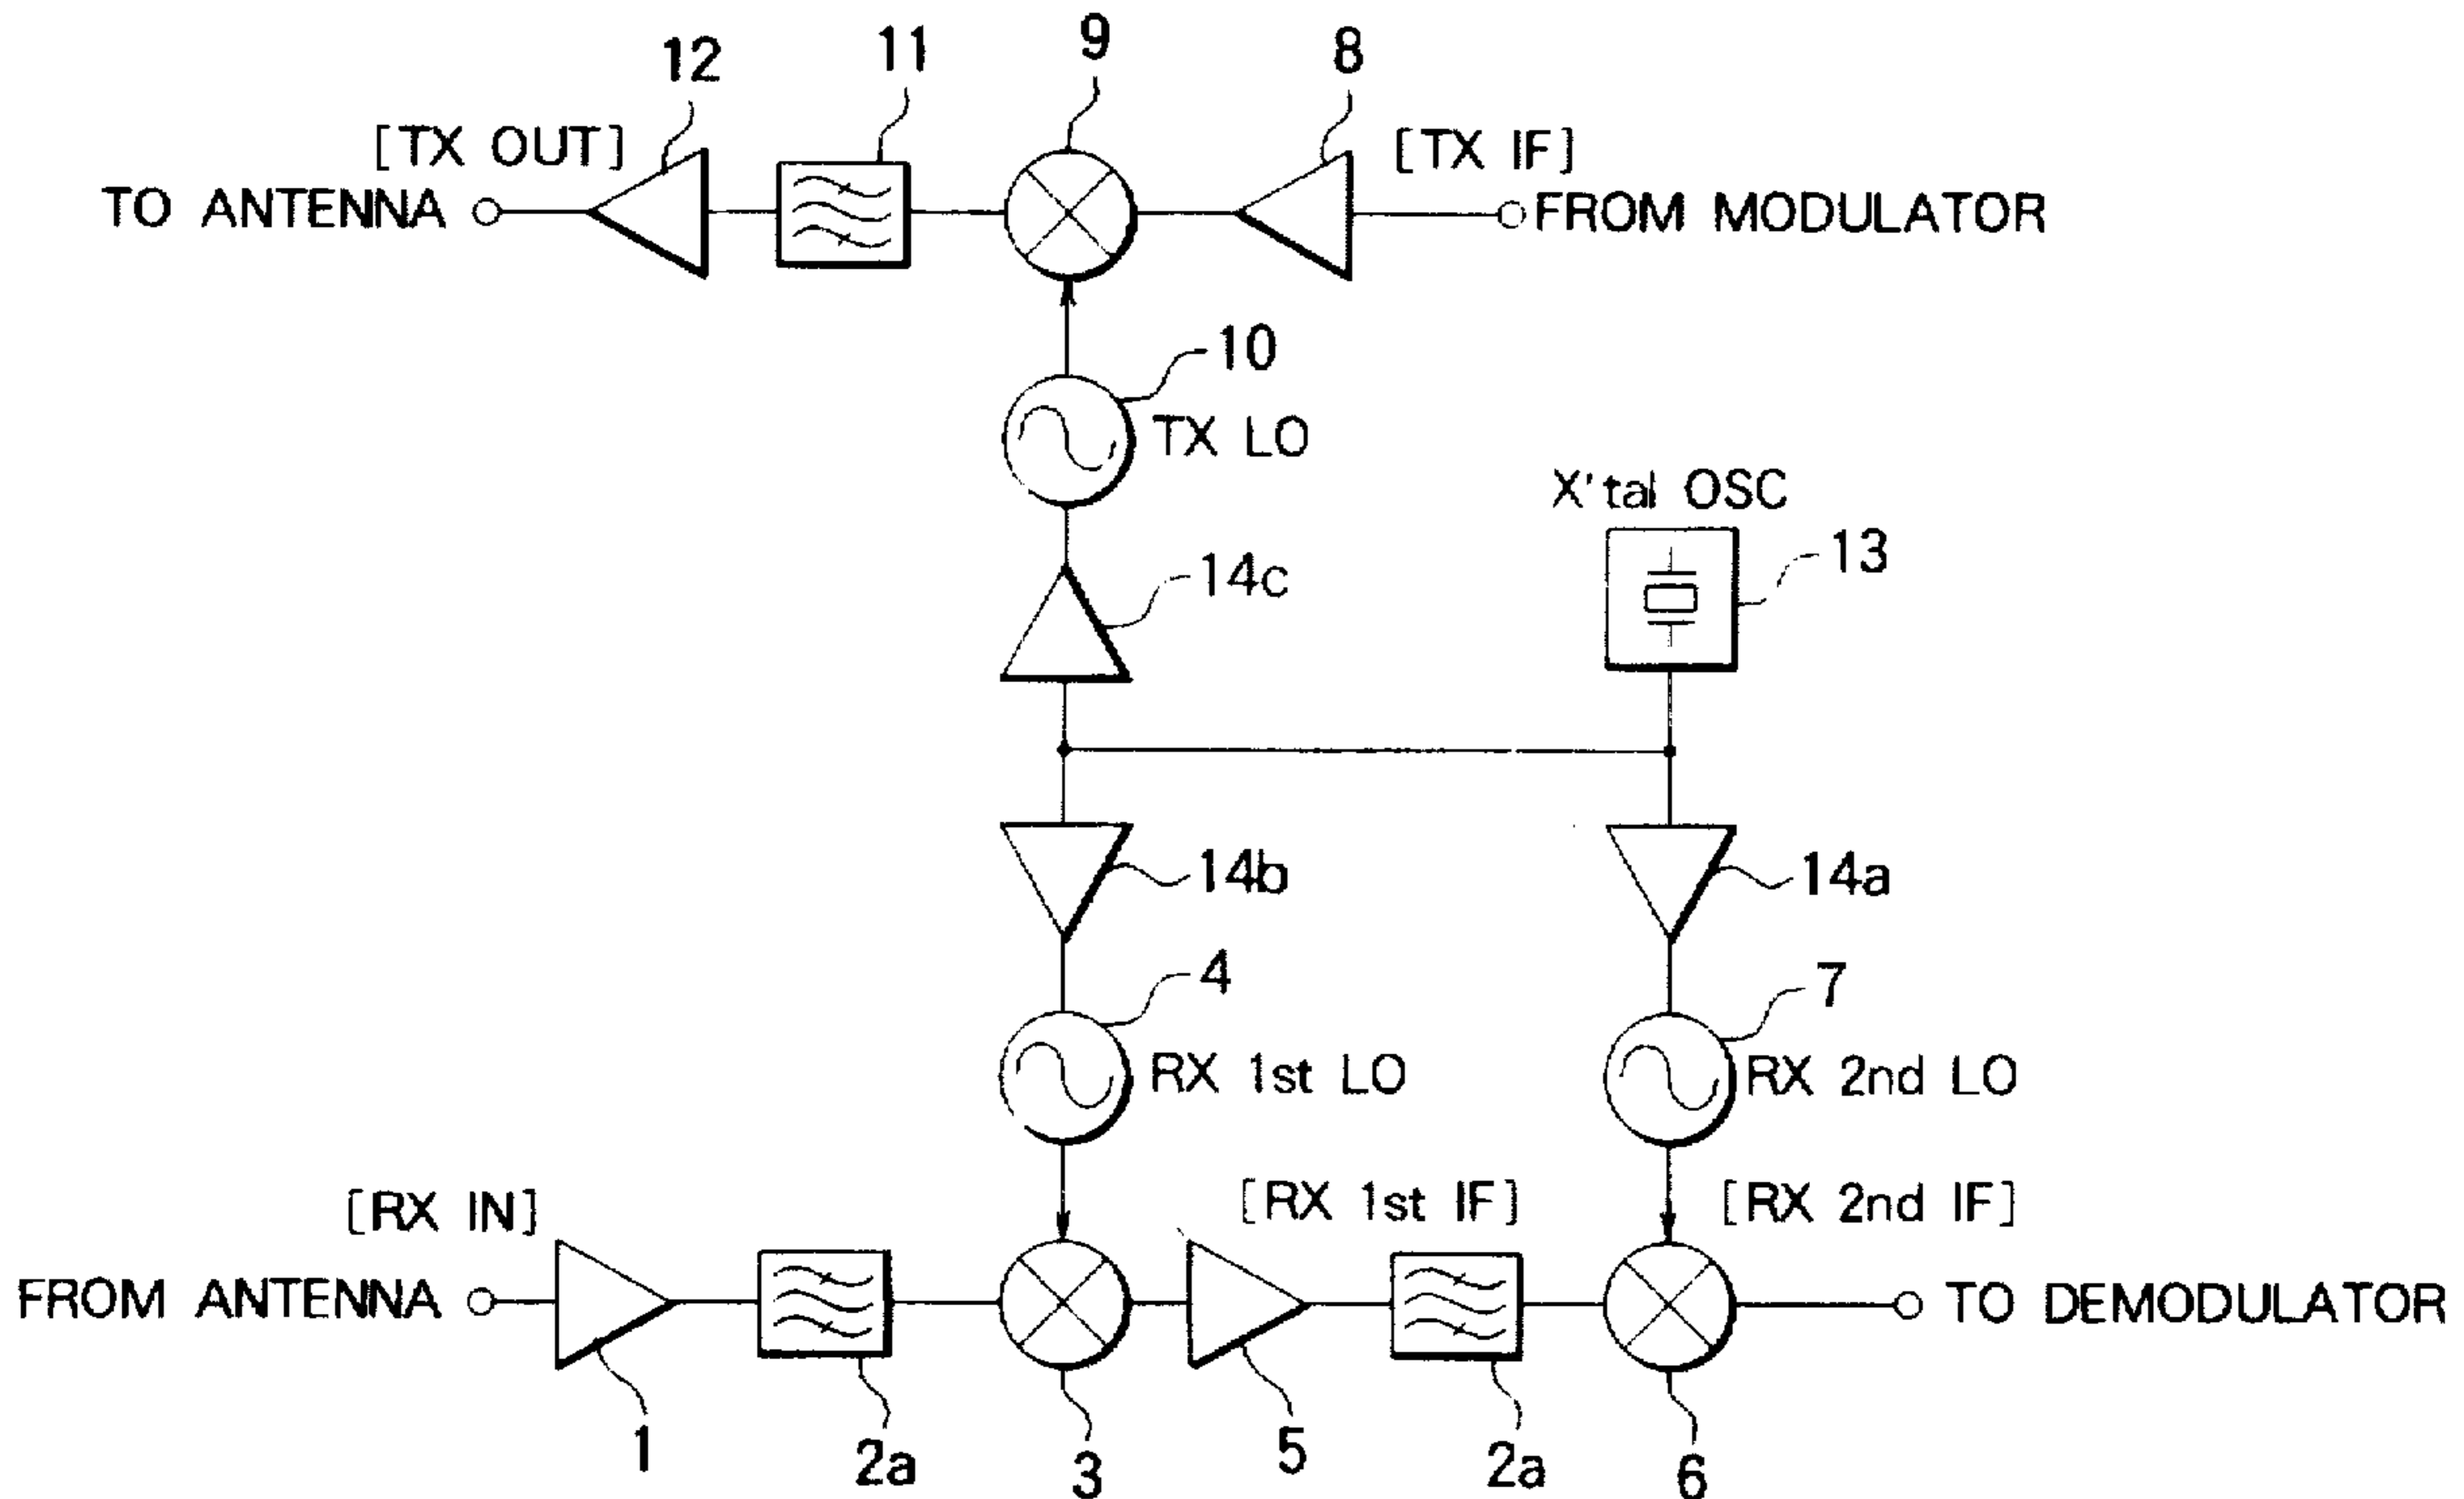 9
8
11
12
[TX OUT]
[TX IF]
TO ANTENNA
FROM MODULATOR
10
TX LO
X'tal OSC
13
14c
14b
14a
4
7
RX 1st LO
RX 2nd LO
[RX IN]
[RX 1st IF]
[RX 2nd IF]
FROM ANTENNA
TO DEMODULATOR
1
2a
3
5
2a
6